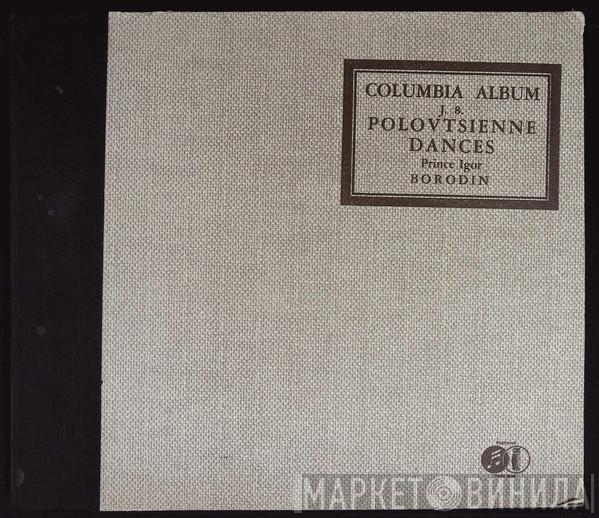 COLUMBIA ALBUM
J. 8.
POLOVTSIENNE
DANCES
Prince Igor
BORODIN
МАРКЕТ ВИНИЛА